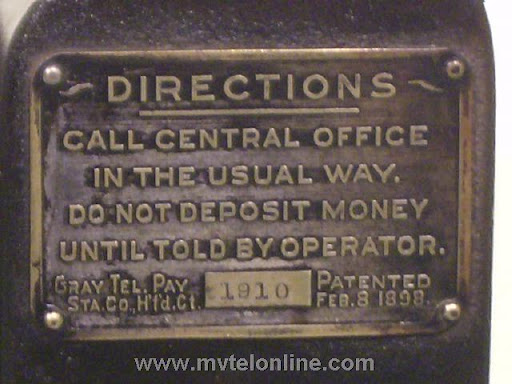 ~ DIRECTIONS ~
CALL CENTRAL OFFICE
IN THE USUAL WAY.
DO NOT DEPOSIT MONEY
UNTIL TOLD BY OPERATOR.
GRAY TEL. PAY
STA. CO., H'f'd, Ct.
1910
PATENTED
FEB. 8 1898.
www.mvtelonline.com